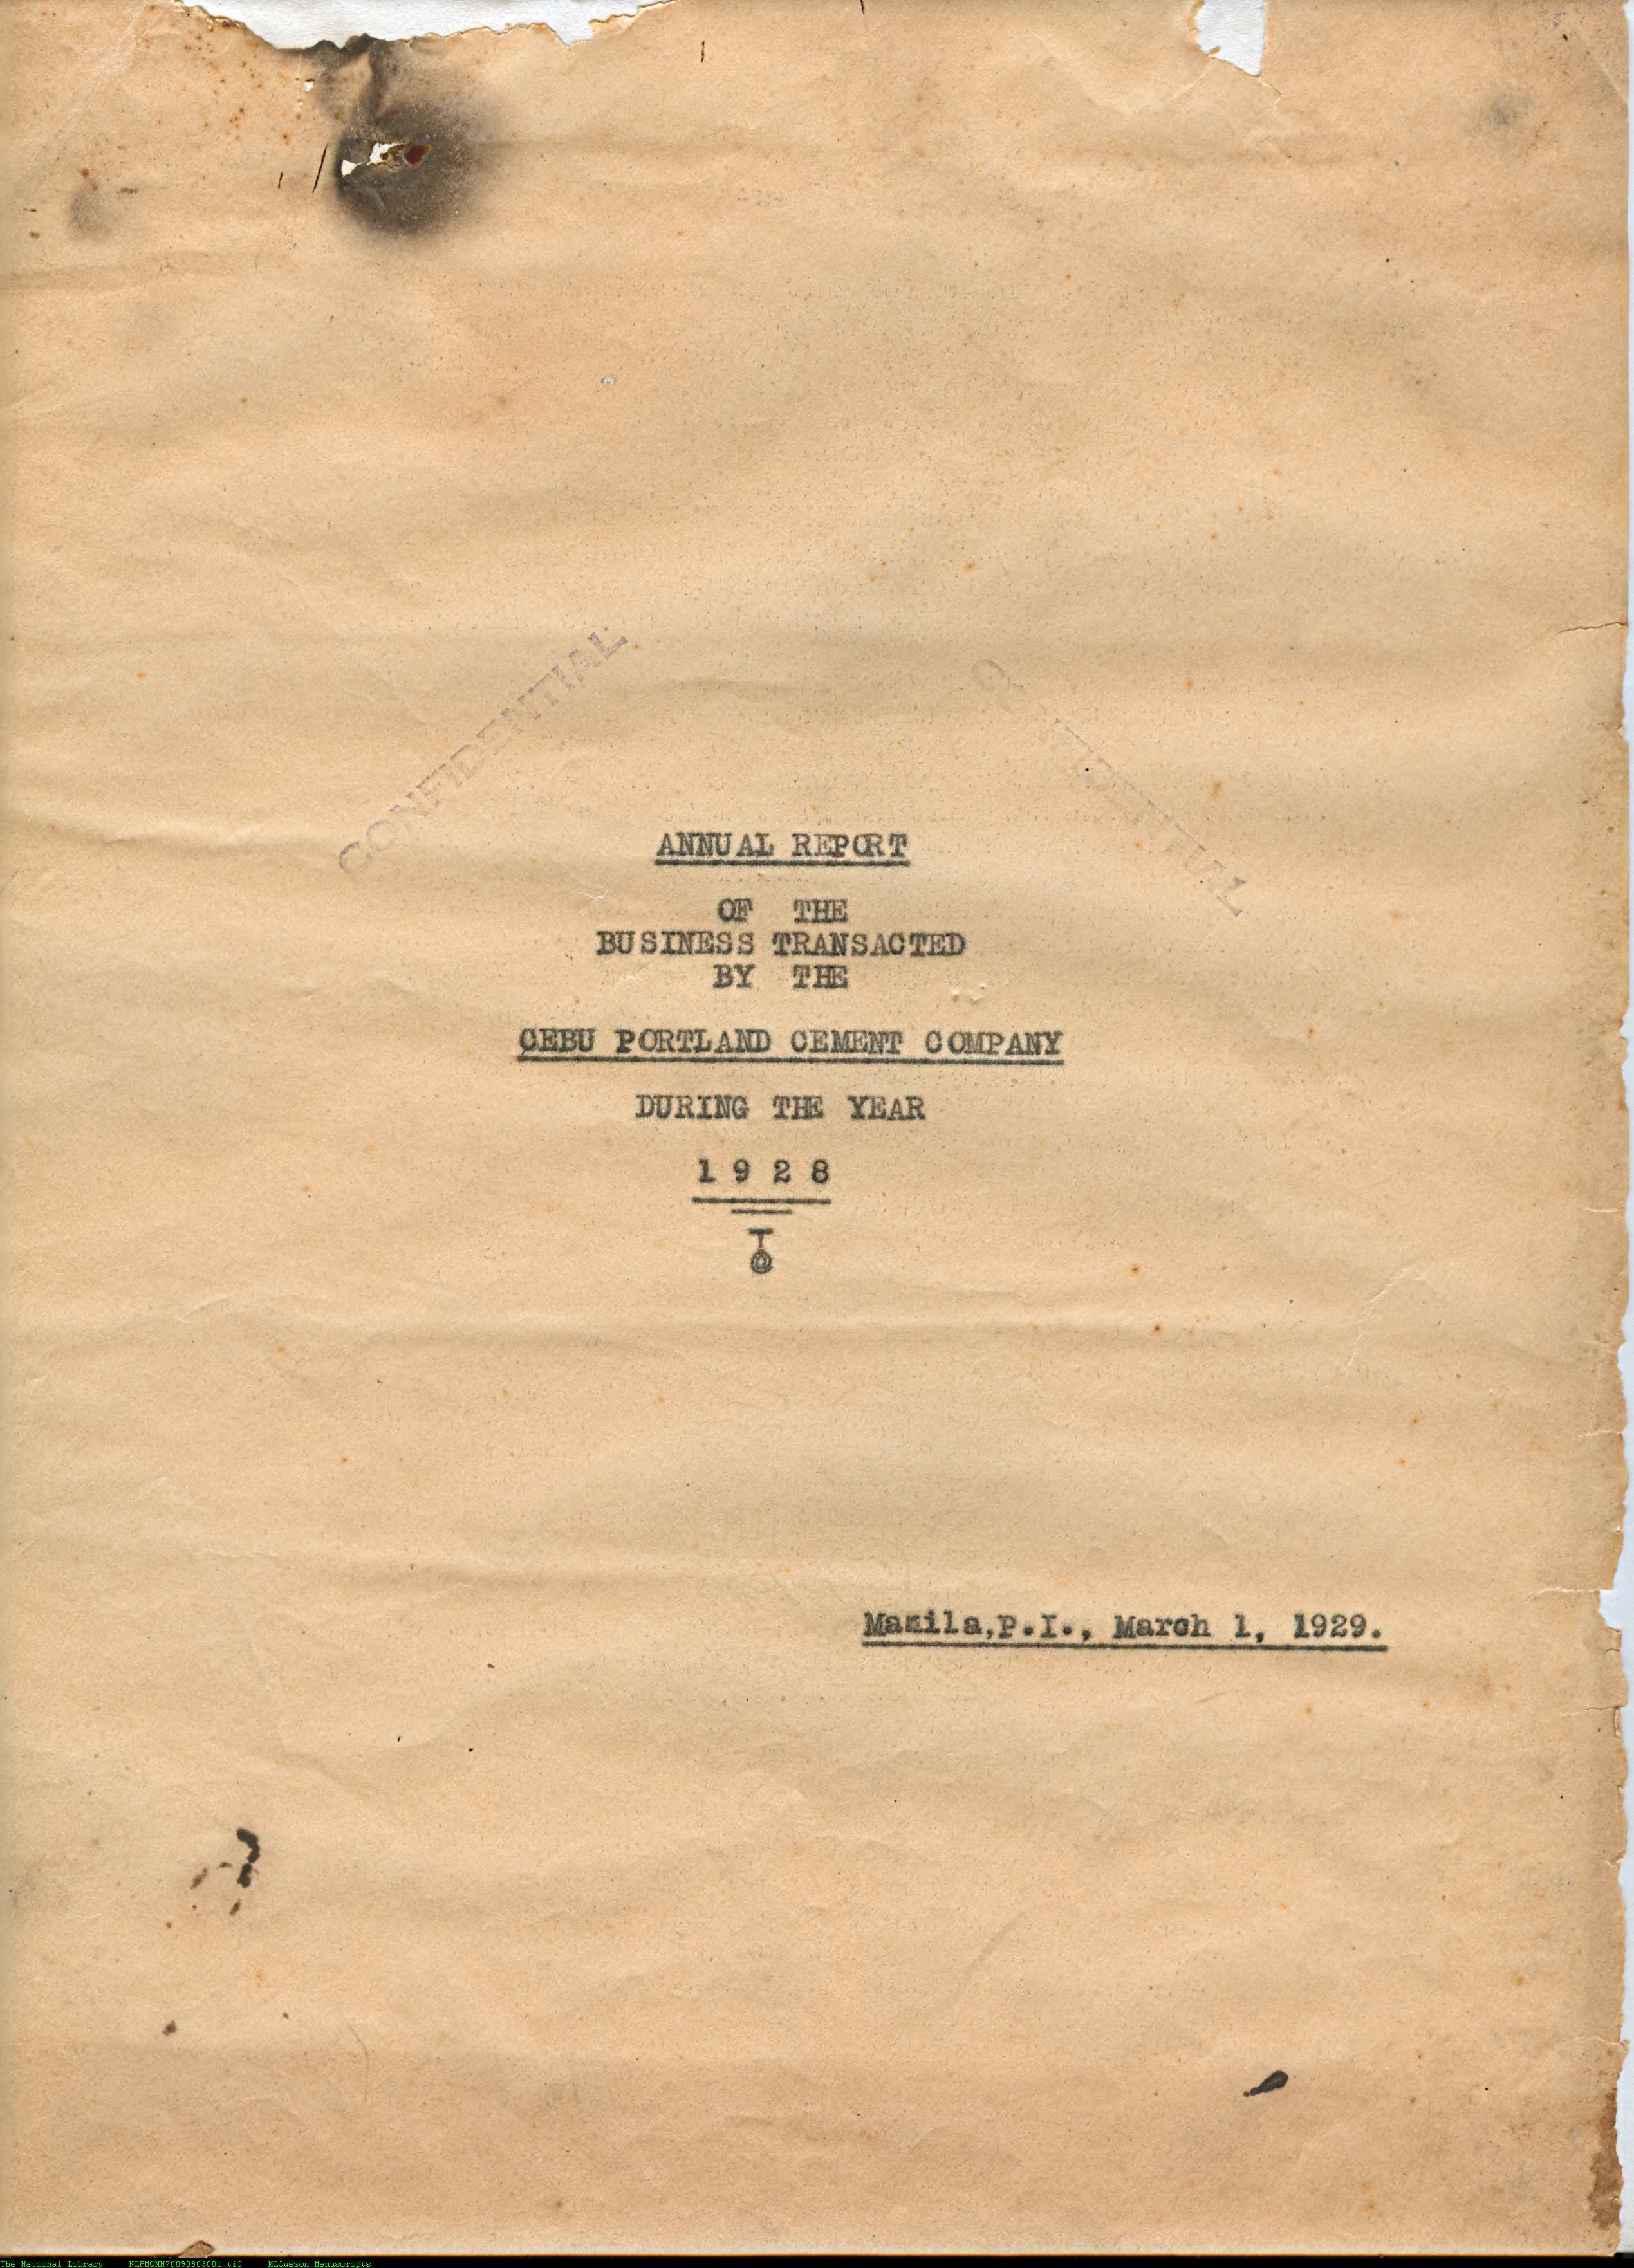 CONFIDENTIAL
ANNUAL REPORT
OF THE
BUSINESS TRANSACTED
BY THE
CEBU PORTLAND CEMENT COMPANY
DURING THE YEAR
1 9 2 8
Manila,P.I., March 1, 1929.
The National Library NLPMQMN70090803001 tif MLQuezon Manuscripts